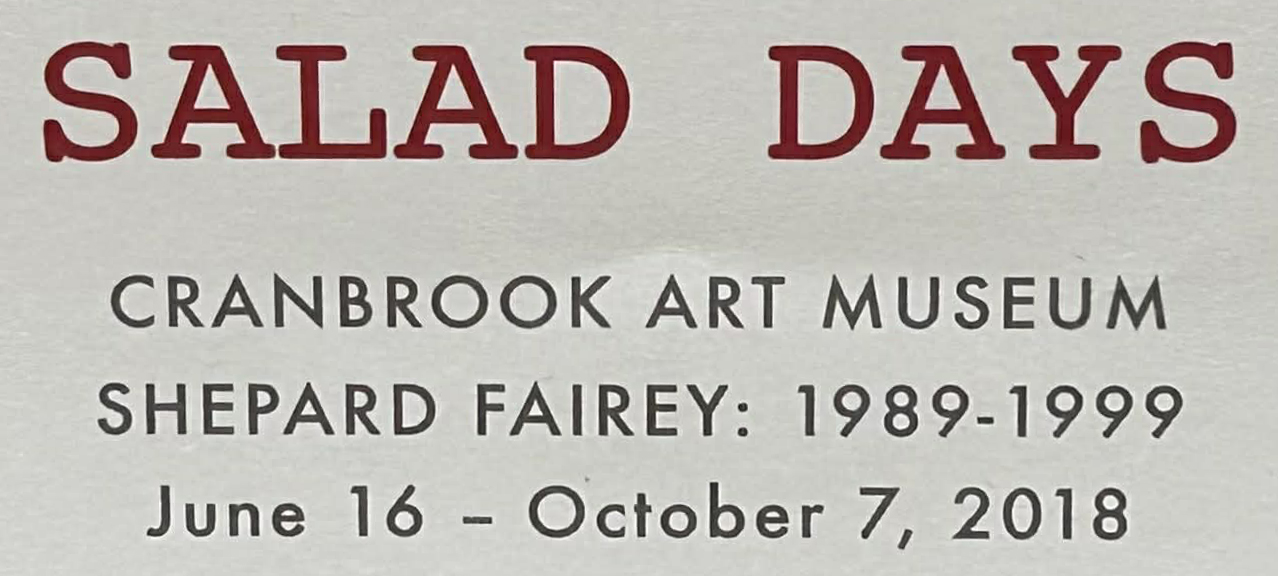 SALAD DAYS
CRANBROOK ART MUSEUM
SHEPARD FAIREY: 1989-1999
June 16 – October 7, 2018